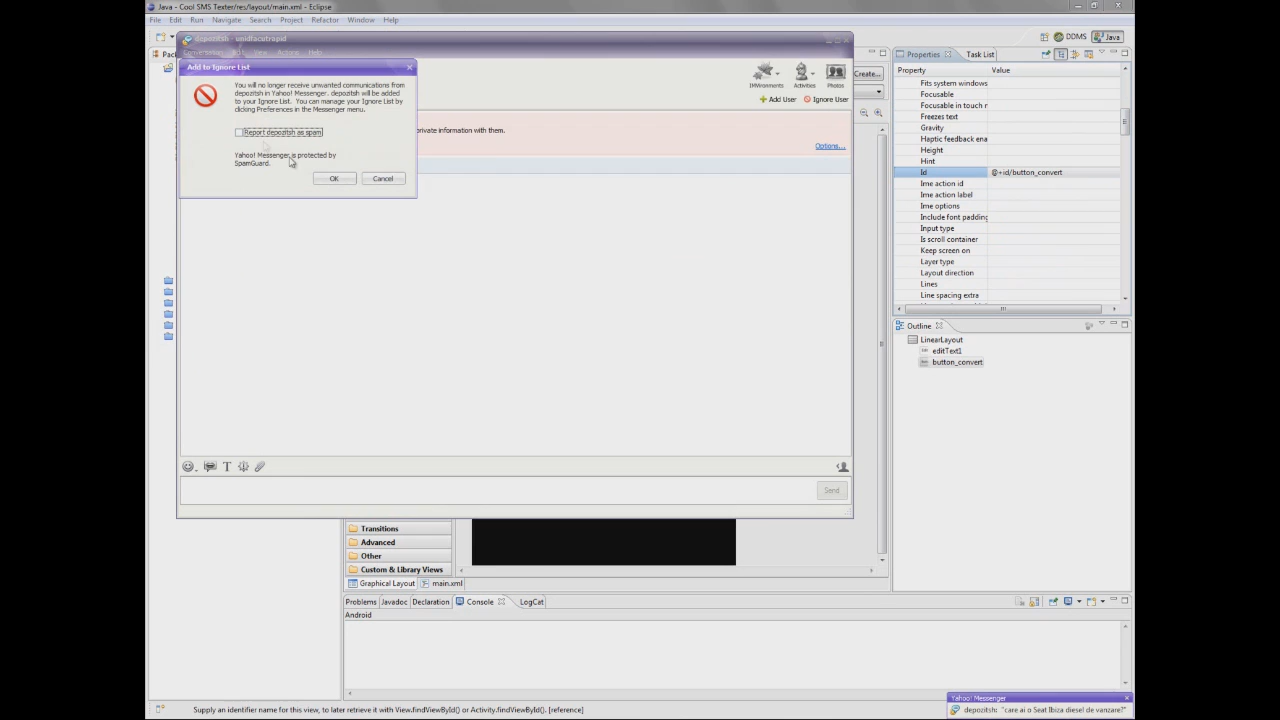 Java - Cool SMS Texter/res/layout/main.xml - Eclipse
File Edit Run Navigate Search Project Refactor Window Help
DDMS Java
depozitsh - unidfacutrapid
Conversation Edit View Actions Help
Add to Ignore List
You will no longer receive unwanted communications from
depozitsh in Yahoo! Messenger. depozitsh will be added
to your Ignore List. You can manage your Ignore List by
clicking Preferences in the Messenger menu.
Report depozitsh as spam
Yahoo! Messenger is protected by
SpamGuard.
OK Cancel
IMVironments Activities Photos
Add User Ignore User
private information with them.
Options...
Send
Create...
Properties Task List
Property Value
Fits system windows
Focusable
Focusable in touch
Freezes text
Gravity
Haptic feedback ena
Height
Hint
Id @+id/button_convert
Ime action id
Ime action label
Ime options
Include font padding
Input type
Is scroll container
Keep screen on
Layer type
Layout direction
Lines
Line spacing extra
Outline
LinearLayout
editText1
button_convert
Transitions
Advanced
Other
Custom & Library Views
Graphical Layout main.xml
Problems Javadoc Declaration Console LogCat
Android
Supply an identifier name for this view, to later retrieve it with View.findViewById() or Activity.findViewById(). [reference]
Yahoo! Messenger
depozitsh: "care ai o Seat Ibiza diesel de vanzare?"